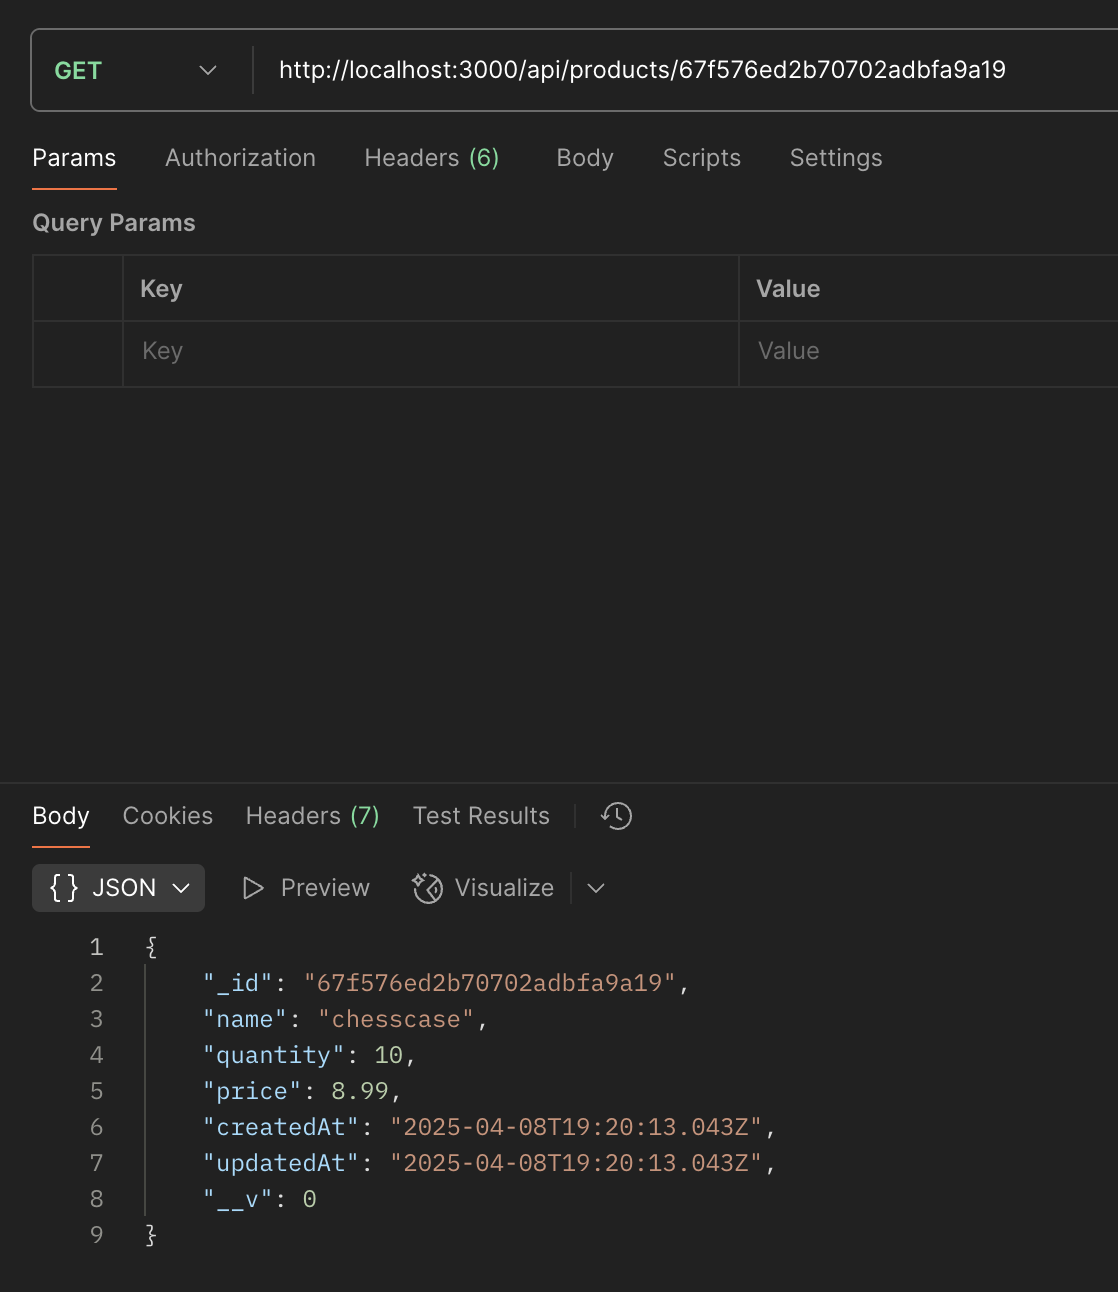 GET http://localhost:3000/api/products/67f576ed2b70702adbfa9a19
Params Authorization Headers (6) Body Scripts Settings
Query Params
Key Value
Key Value
Body Cookies Headers (7) Test Results
{ } JSON Preview Visualize
1 {
2 "_id": "67f576ed2b70702adbfa9a19",
3 "name": "chesscase",
4 "quantity": 10,
5 "price": 8.99,
6 "createdAt": "2025-04-08T19:20:13.043Z",
7 "updatedAt": "2025-04-08T19:20:13.043Z",
8 "__v": 0
9 }